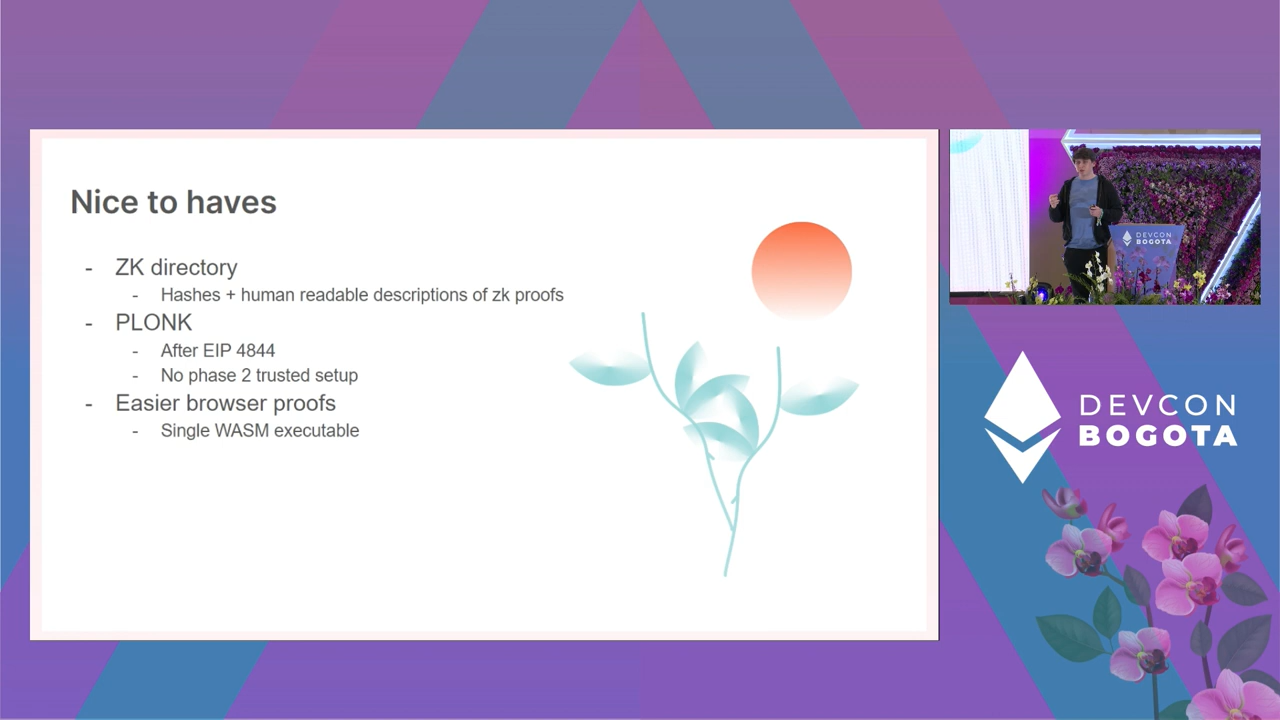 Nice to haves
- ZK directory
- Hashes + human readable descriptions of zk proofs
- PLONK
- After EIP 4844
- No phase 2 trusted setup
- Easier browser proofs
- Single WASM executable
DEVCON
BOGOTA
DEVCON
BOGOTA